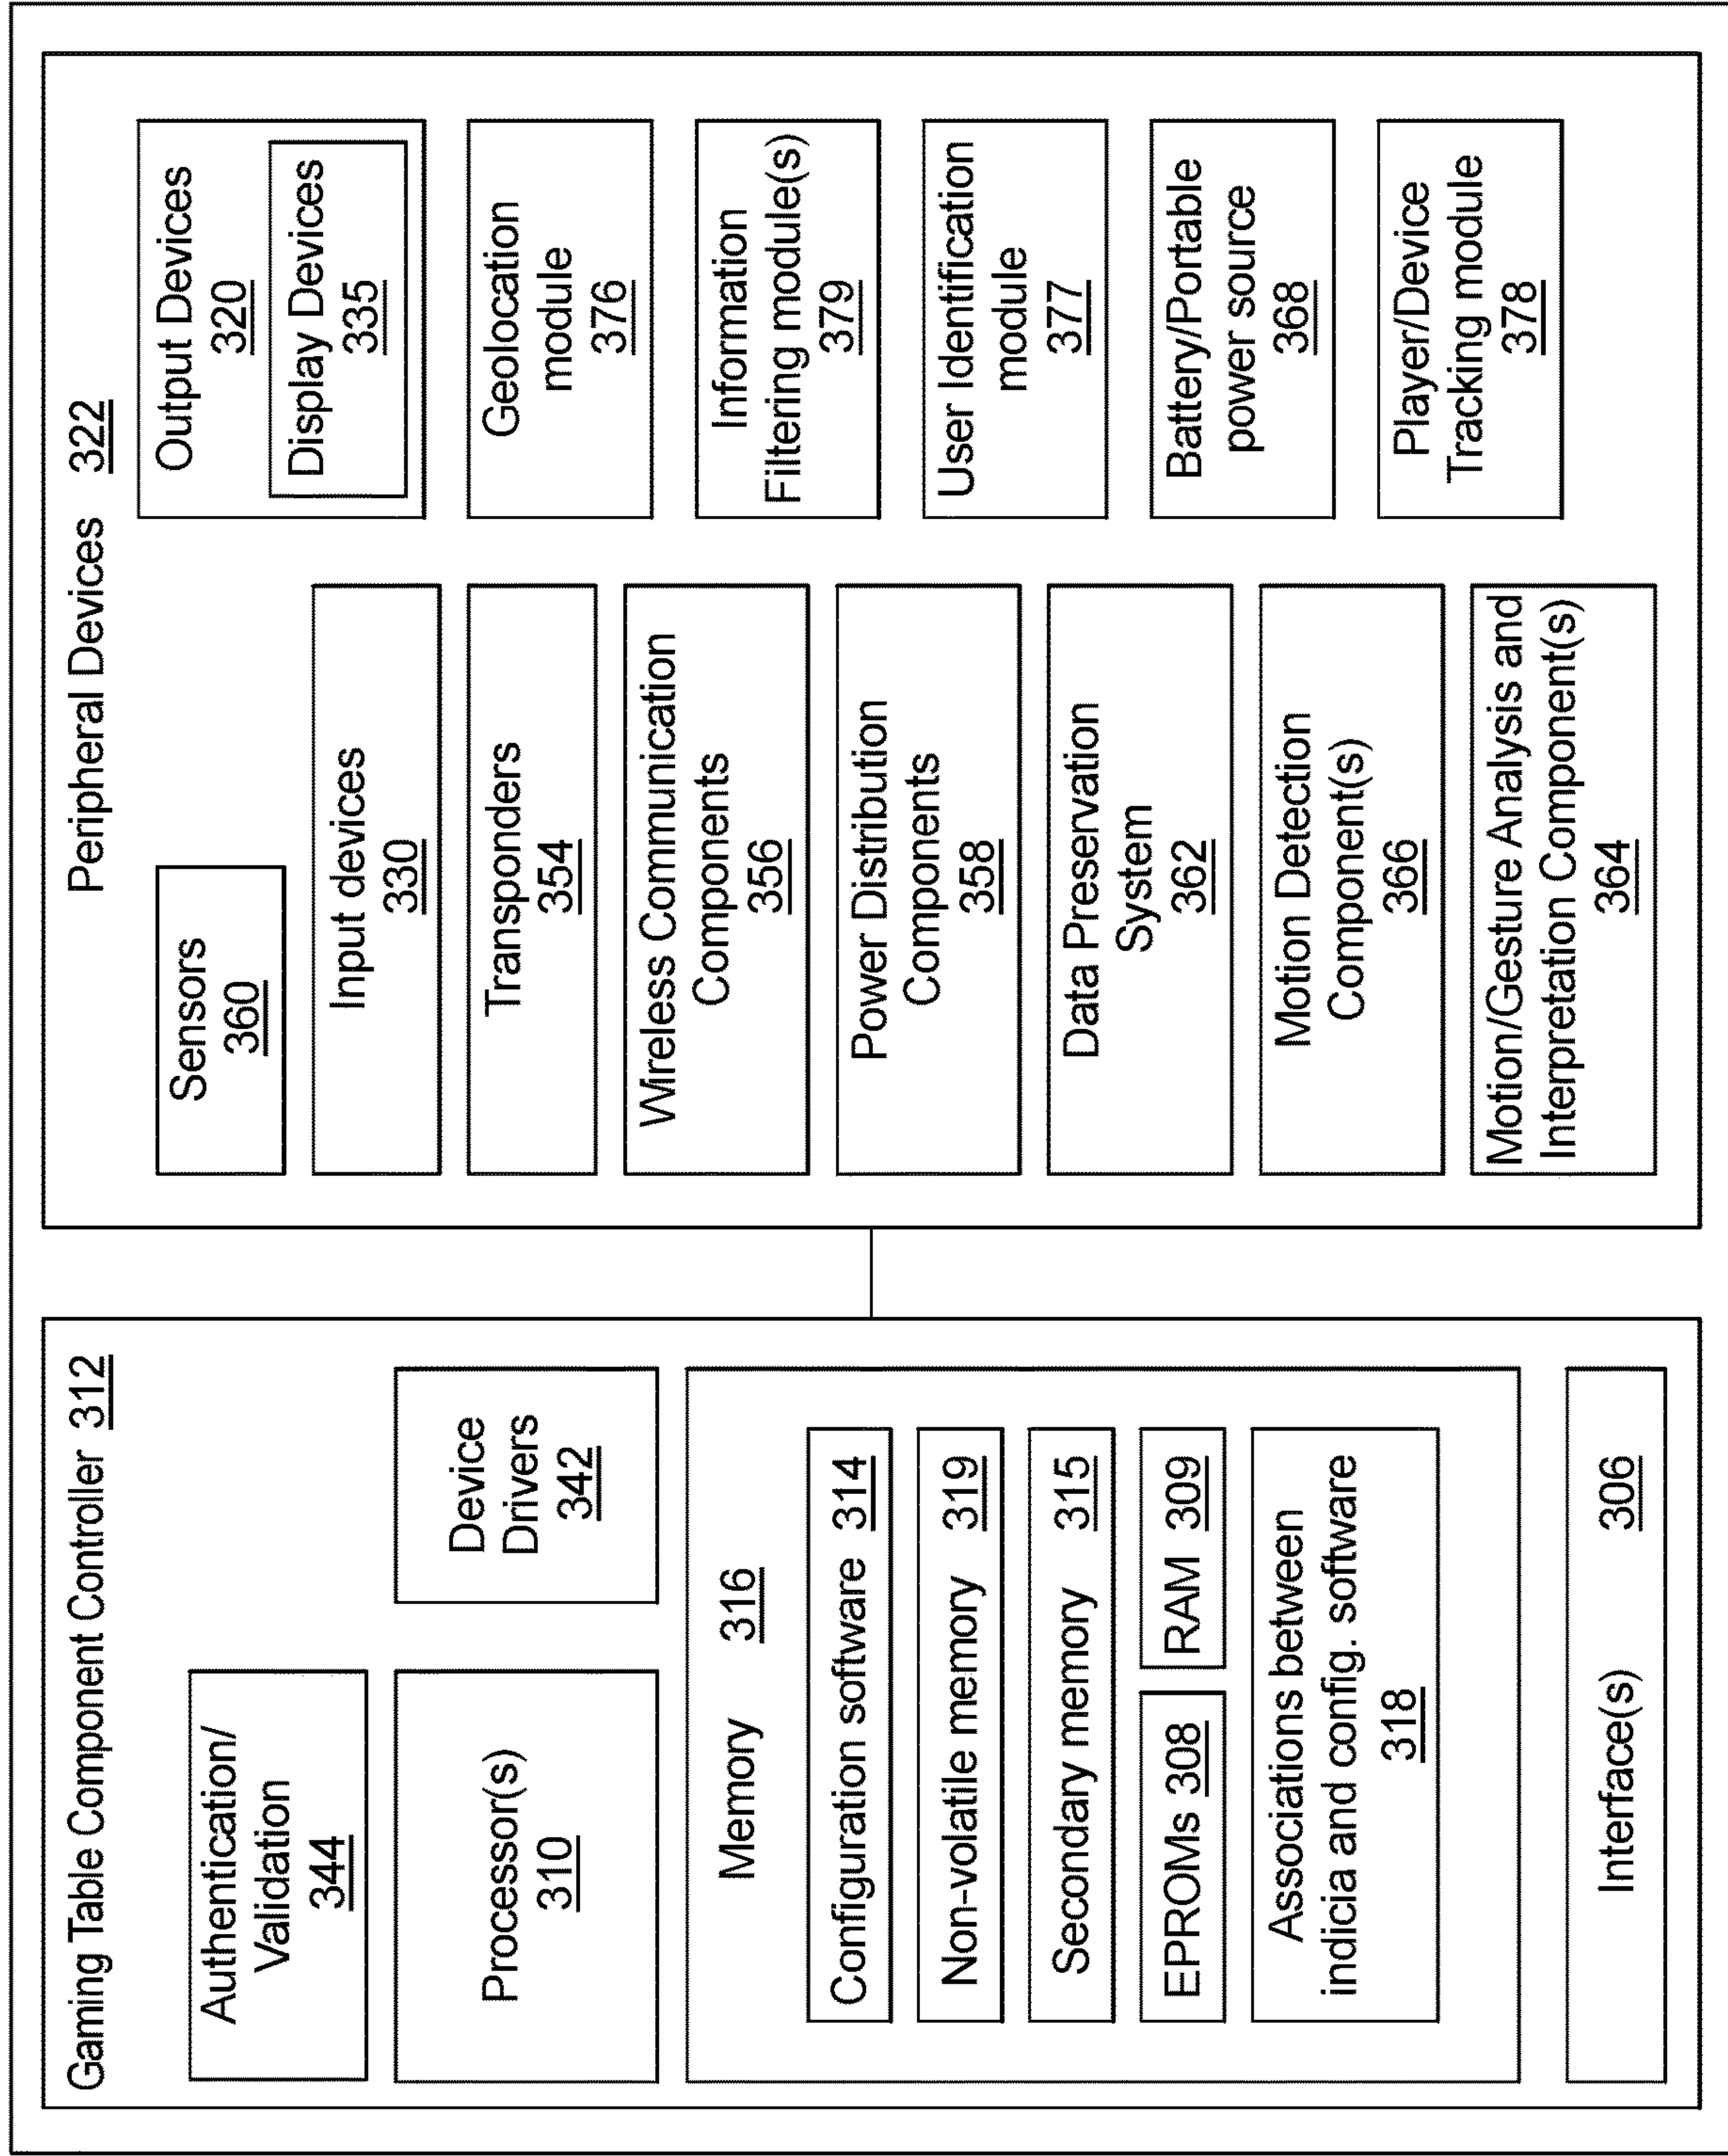 Gaming Table Component Controller 312
Authentication/
Validation
344
Processor(s)
310
Device
Drivers
342
Memory 316
Configuration software 314
Non-volatile memory 319
Secondary memory 315
EPROMs 308
RAM 309
Associations between
indicia and config. software
318
Interface(s) 306
Peripheral Devices 322
Sensors
360
Input devices
330
Transponders
354
Wireless Communication
Components
356
Power Distribution
Components
358
Data Preservation
System
362
Motion Detection
Component(s)
366
Motion/Gesture Analysis and
Interpretation Component(s)
364
Output Devices
320
Display Devices
335
Geolocation
module
376
Information
Filtering module(s)
379
User Identification
module
377
Battery/Portable
power source
368
Player/Device
Tracking module
378